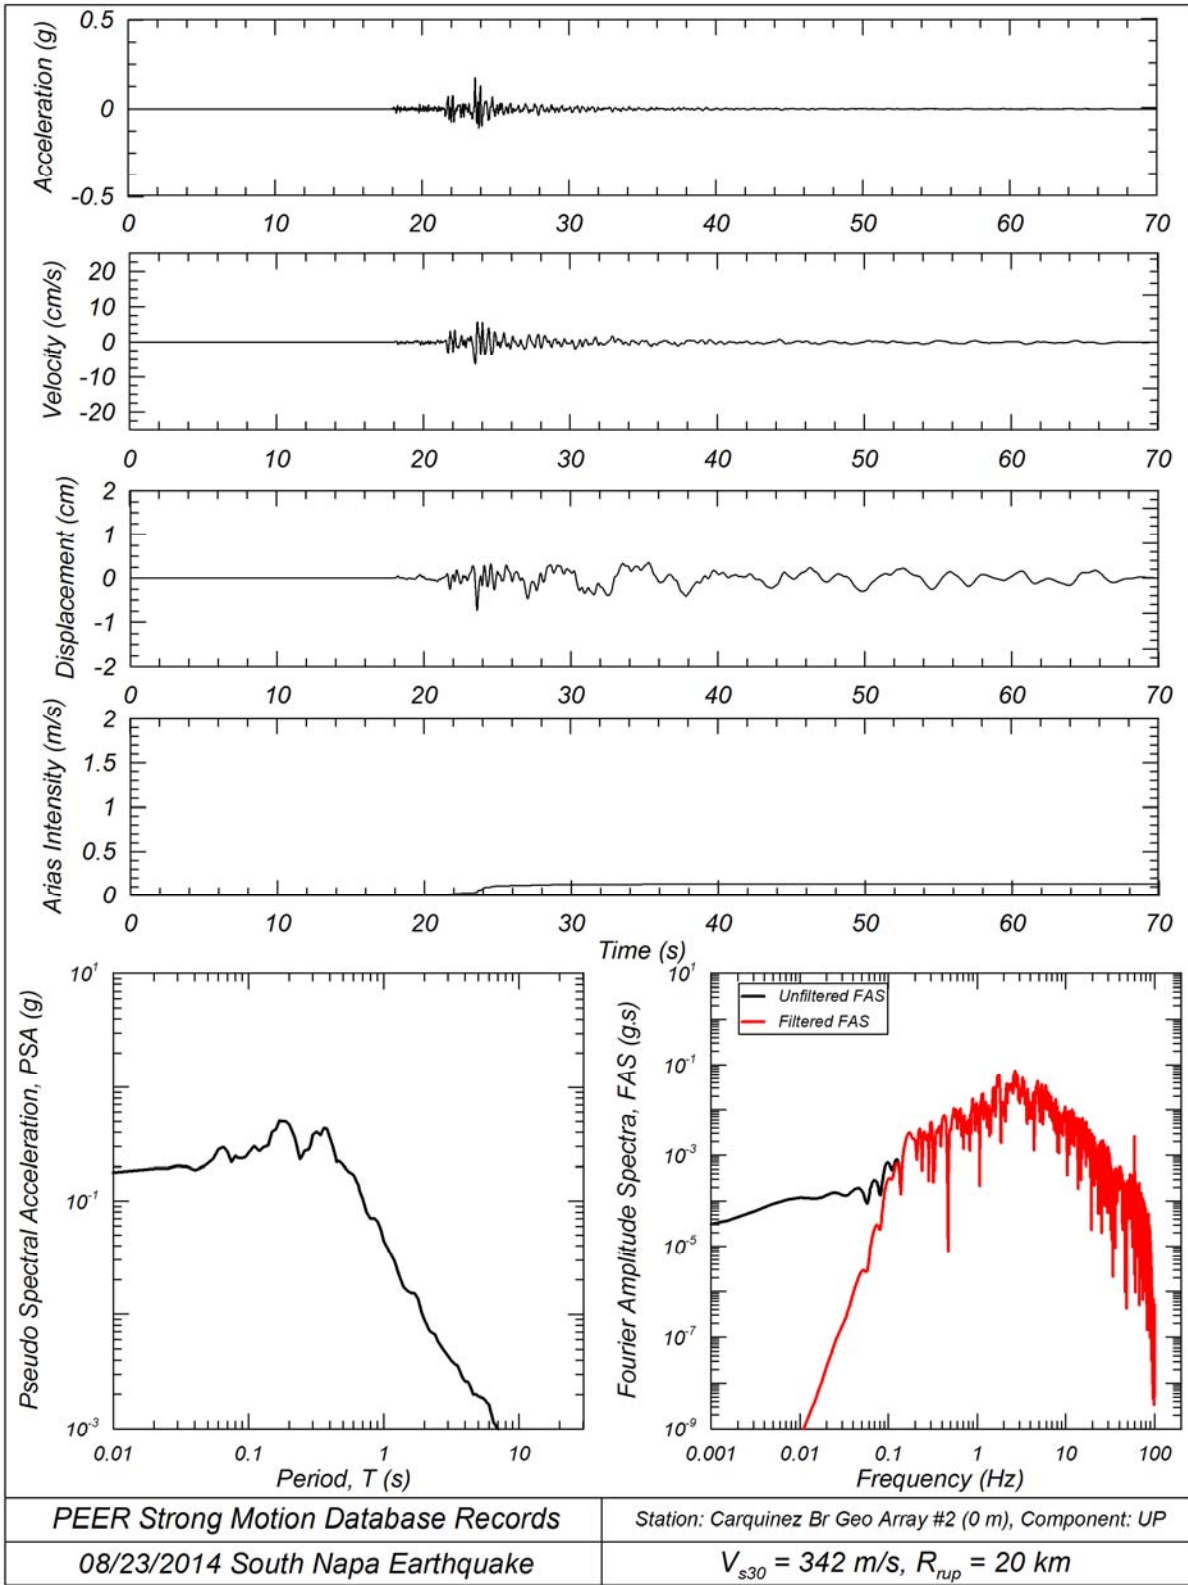 Acceleration (g)
0.5
0
-0.5
0 10 20 30 40 50 60 70
Velocity (cm/s)
20
10
0
-10
-20
0 10 20 30 40 50 60 70
Displacement (cm)
2
1
0
-1
-2
0 10 20 30 40 50 60 70
Arias Intensity (m/s)
2
1.5
1
0.5
0
0 10 20 30 40 50 60 70
Time (s)
Pseudo Spectral Acceleration, PSA (g)
10¹
10⁻¹
10⁻³
0.01 0.1 1 10
Period, T (s)
Fourier Amplitude Spectra, FAS (g.s)
10¹
10⁻¹
10⁻³
10⁻⁵
10⁻⁷
10⁻⁹
Unfiltered FAS
Filtered FAS
0.001 0.01 0.1 1 10 100
Frequency (Hz)
PEER Strong Motion Database Records
Station: Carquinez Br Geo Array #2 (0 m), Component: UP
08/23/2014 South Napa Earthquake
Vs30 = 342 m/s, Rrup = 20 km